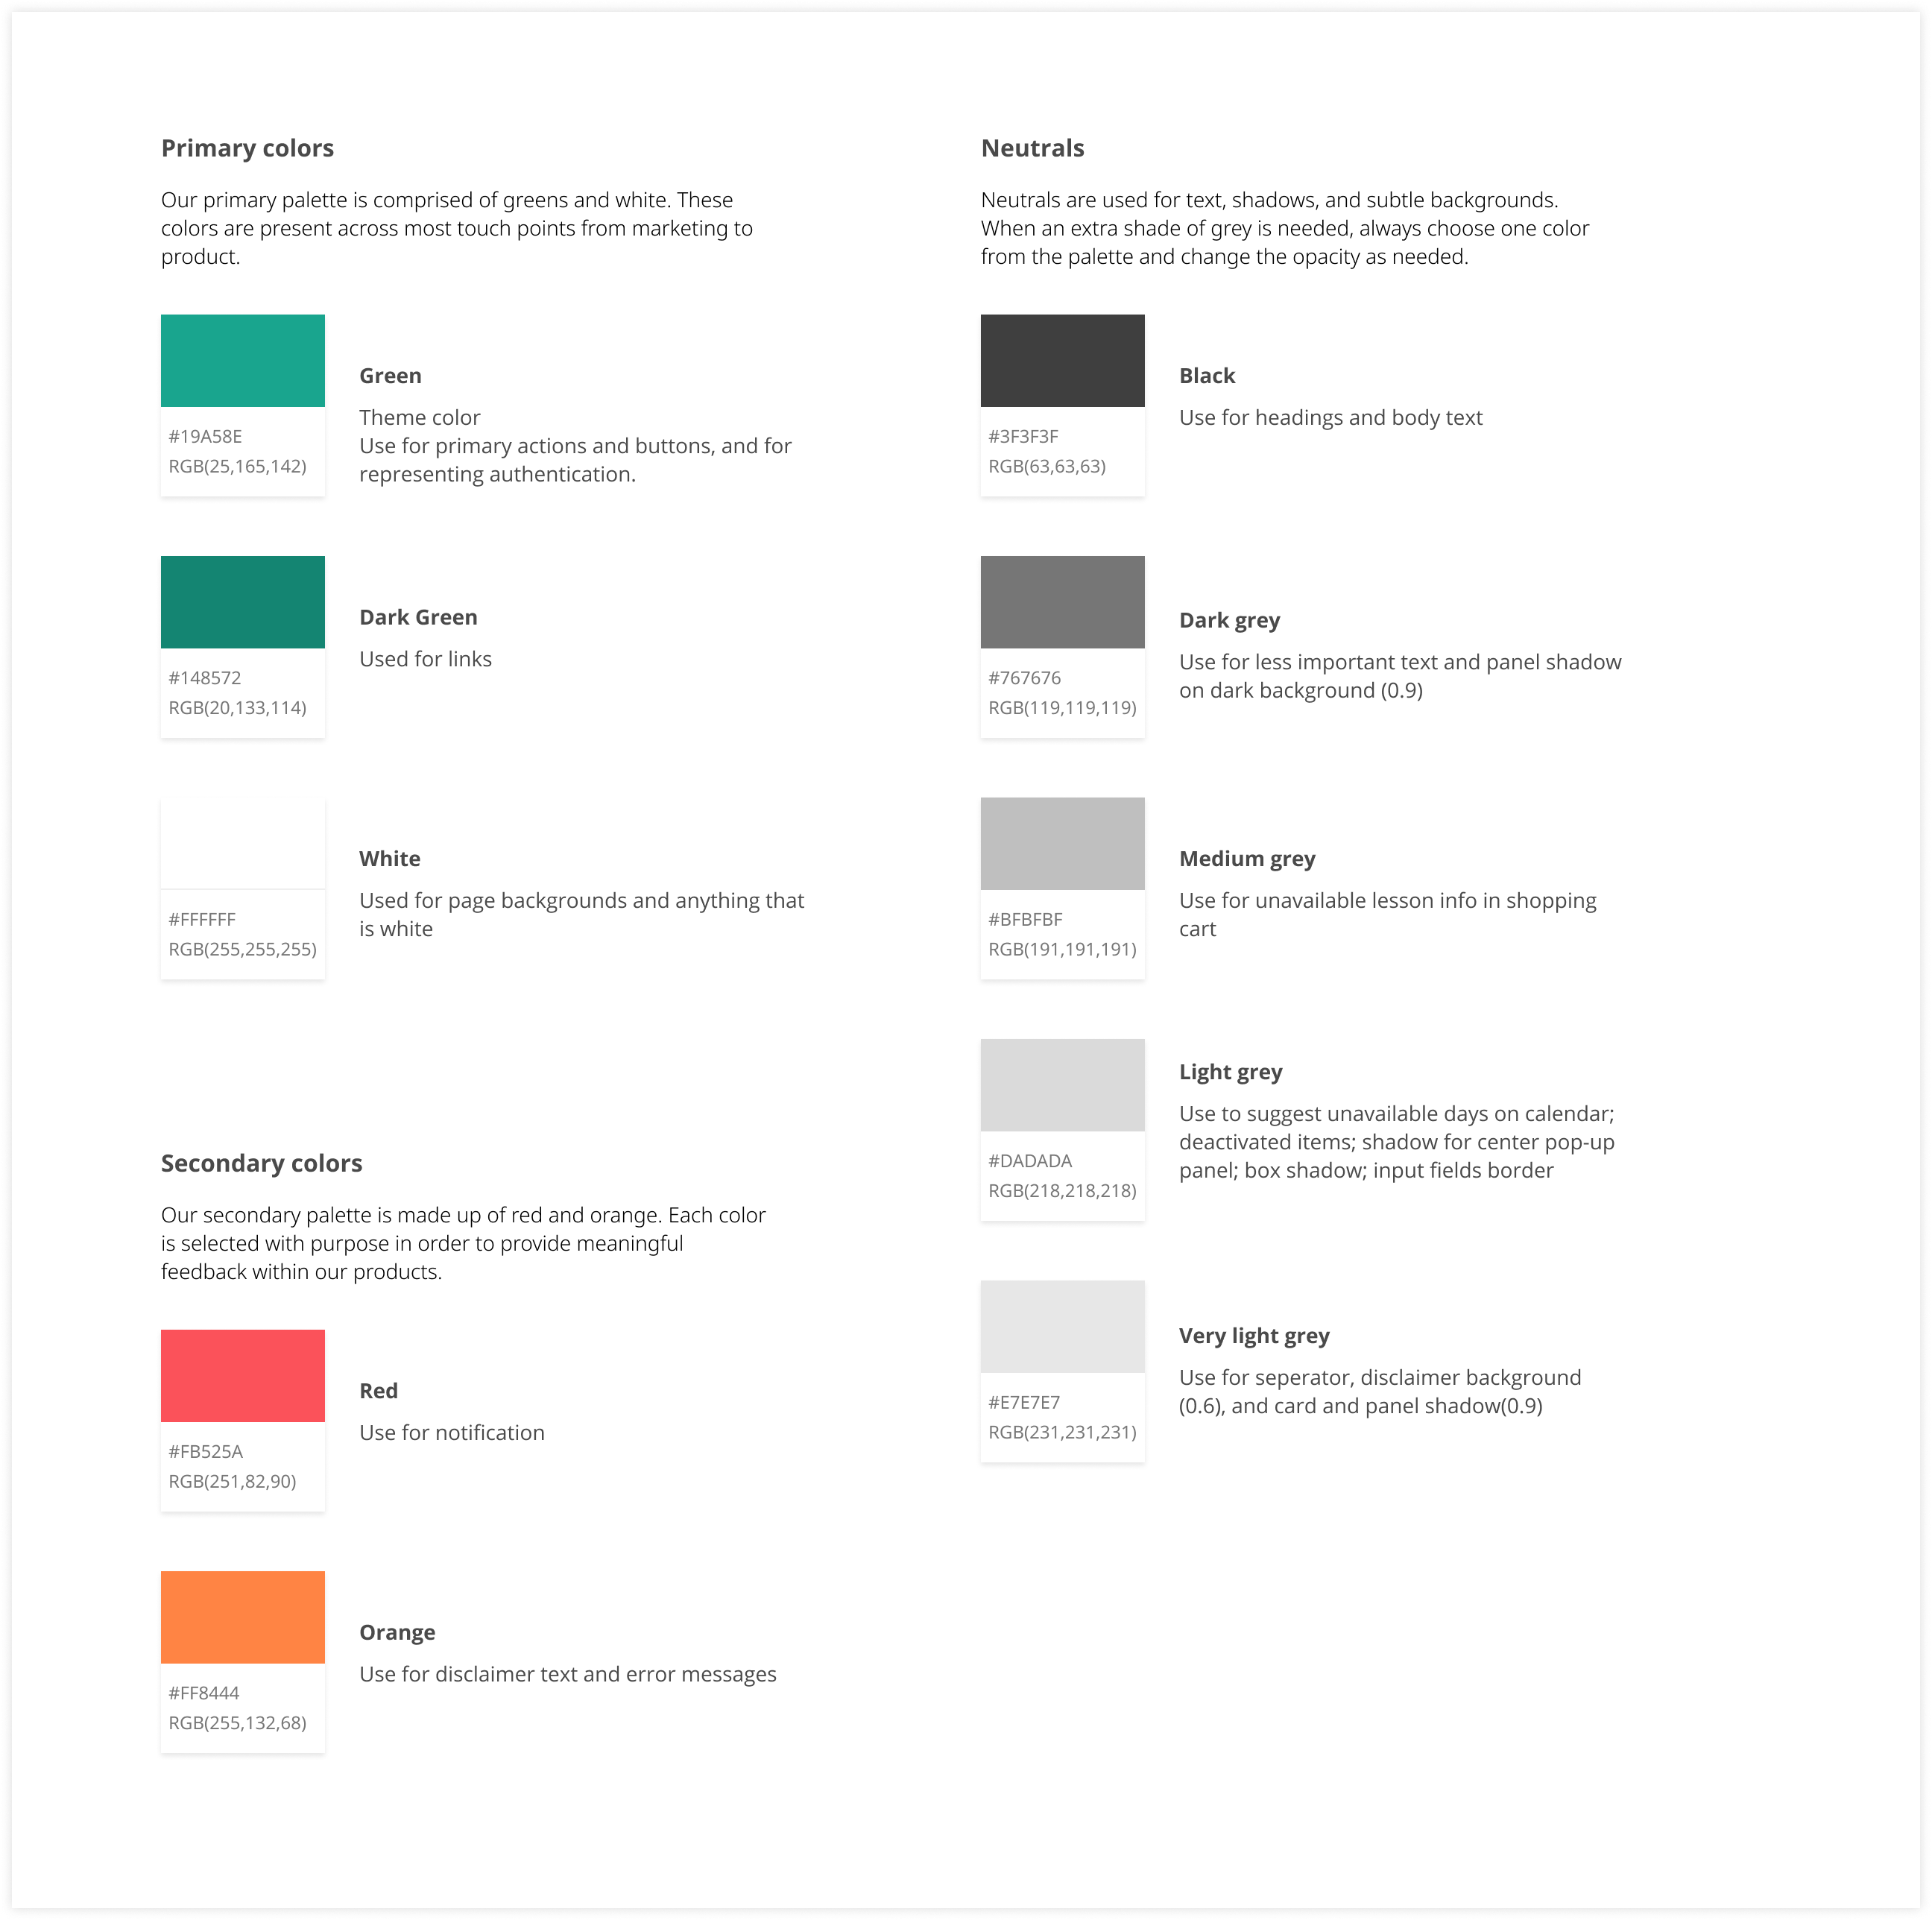 Primary colors
Our primary palette is comprised of greens and white. These
colors are present across most touch points from marketing to
product.
#19A58E
RGB(25,165,142)
Green
Theme color
Use for primary actions and buttons, and for
representing authentication.
#148572
RGB(20,133,114)
Dark Green
Used for links
#FFFFFF
RGB(255,255,255)
White
Used for page backgrounds and anything that
is white
Secondary colors
Our secondary palette is made up of red and orange. Each color
is selected with purpose in order to provide meaningful
feedback within our products.
#FB525A
RGB(251,82,90)
Red
Use for notification
#FF8444
RGB(255,132,68)
Orange
Use for disclaimer text and error messages
Neutrals
Neutrals are used for text, shadows, and subtle backgrounds.
When an extra shade of grey is needed, always choose one color
from the palette and change the opacity as needed.
#3F3F3F
RGB(63,63,63)
Black
Use for headings and body text
#767676
RGB(119,119,119)
Dark grey
Use for less important text and panel shadow
on dark background (0.9)
#BFBFBF
RGB(191,191,191)
Medium grey
Use for unavailable lesson info in shopping
cart
#DADADA
RGB(218,218,218)
Light grey
Use to suggest unavailable days on calendar;
deactivated items; shadow for center pop-up
panel; box shadow; input fields border
#E7E7E7
RGB(231,231,231)
Very light grey
Use for seperator, disclaimer background
(0.6), and card and panel shadow(0.9)